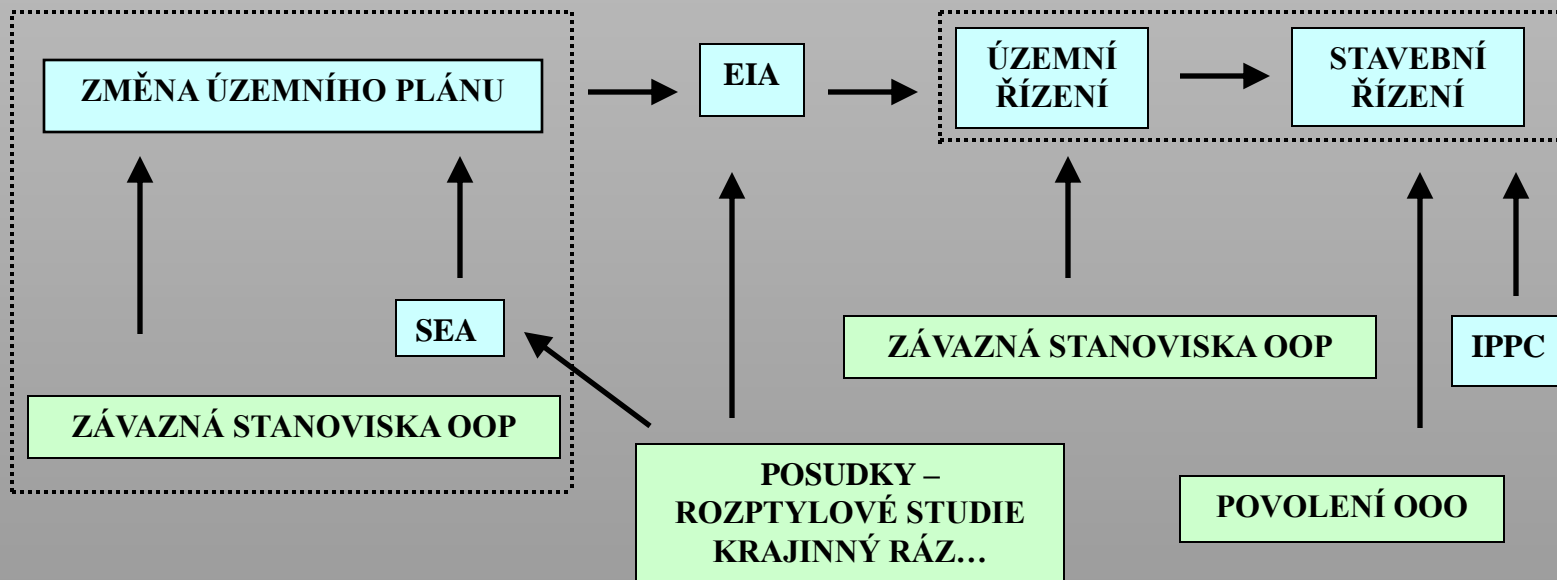 ZMĚNA ÚZEMNÍHO PLÁNU
EIA
ÚZEMNÍ
ŘÍZENÍ
STAVEBNÍ
ŘÍZENÍ
SEA
ZÁVAZNÁ STANOVISKA OOP
IPPC
ZÁVAZNÁ STANOVISKA OOP
POSUDKY –
ROZPTYLOVÉ STUDIE
KRAJINNÝ RÁZ…
POVOLENÍ OOO